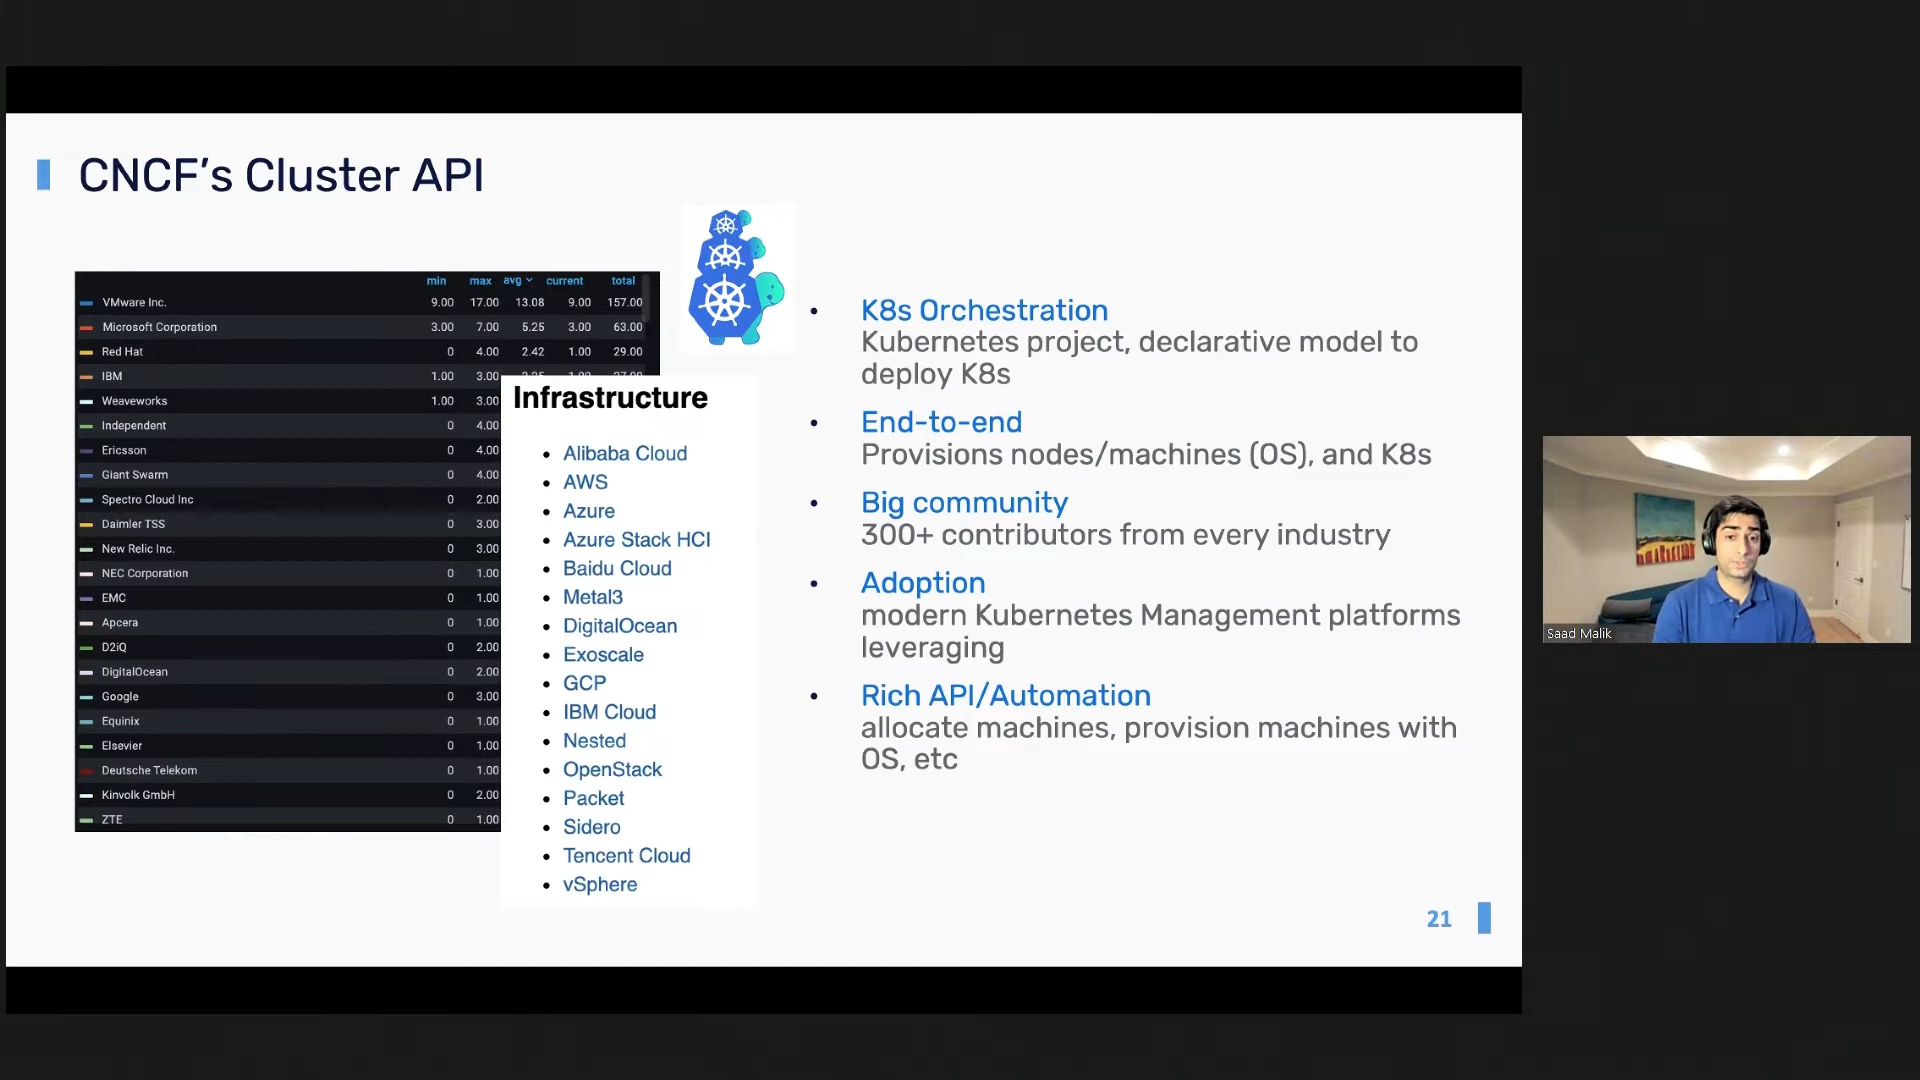 CNCF’s Cluster API
min max avg current total
VMware Inc. 9.00 17.00 13.08 9.00 157.00
Microsoft Corporation 3.00 7.00 5.25 3.00 63.00
Red Hat 0 4.00 2.42 1.00 29.00
IBM 1.00 3.00
Weaveworks 1.00 3.00
Independent 0 4.00
Ericsson 0 4.00
Giant Swarm 0 4.00
Spectro Cloud Inc 0 2.00
Daimler TSS 0 3.00
New Relic Inc. 0 3.00
NEC Corporation 0 1.00
EMC 0 1.00
Apcera 0 1.00
D2iQ 0 2.00
DigitalOcean 0 2.00
Google 0 3.00
Equinix 0 1.00
Elsevier 0 1.00
Deutsche Telekom 0 1.00
Kinvolk GmbH 0 2.00
ZTE 0 1.00
Infrastructure
• Alibaba Cloud
• AWS
• Azure
• Azure Stack HCI
• Baidu Cloud
• Metal3
• DigitalOcean
• Exoscale
• GCP
• IBM Cloud
• Nested
• OpenStack
• Packet
• Sidero
• Tencent Cloud
• vSphere
• K8s Orchestration
Kubernetes project, declarative model to
deploy K8s
• End-to-end
Provisions nodes/machines (OS), and K8s
• Big community
300+ contributors from every industry
• Adoption
modern Kubernetes Management platforms
leveraging
• Rich API/Automation
allocate machines, provision machines with
OS, etc
21
Saad Malik